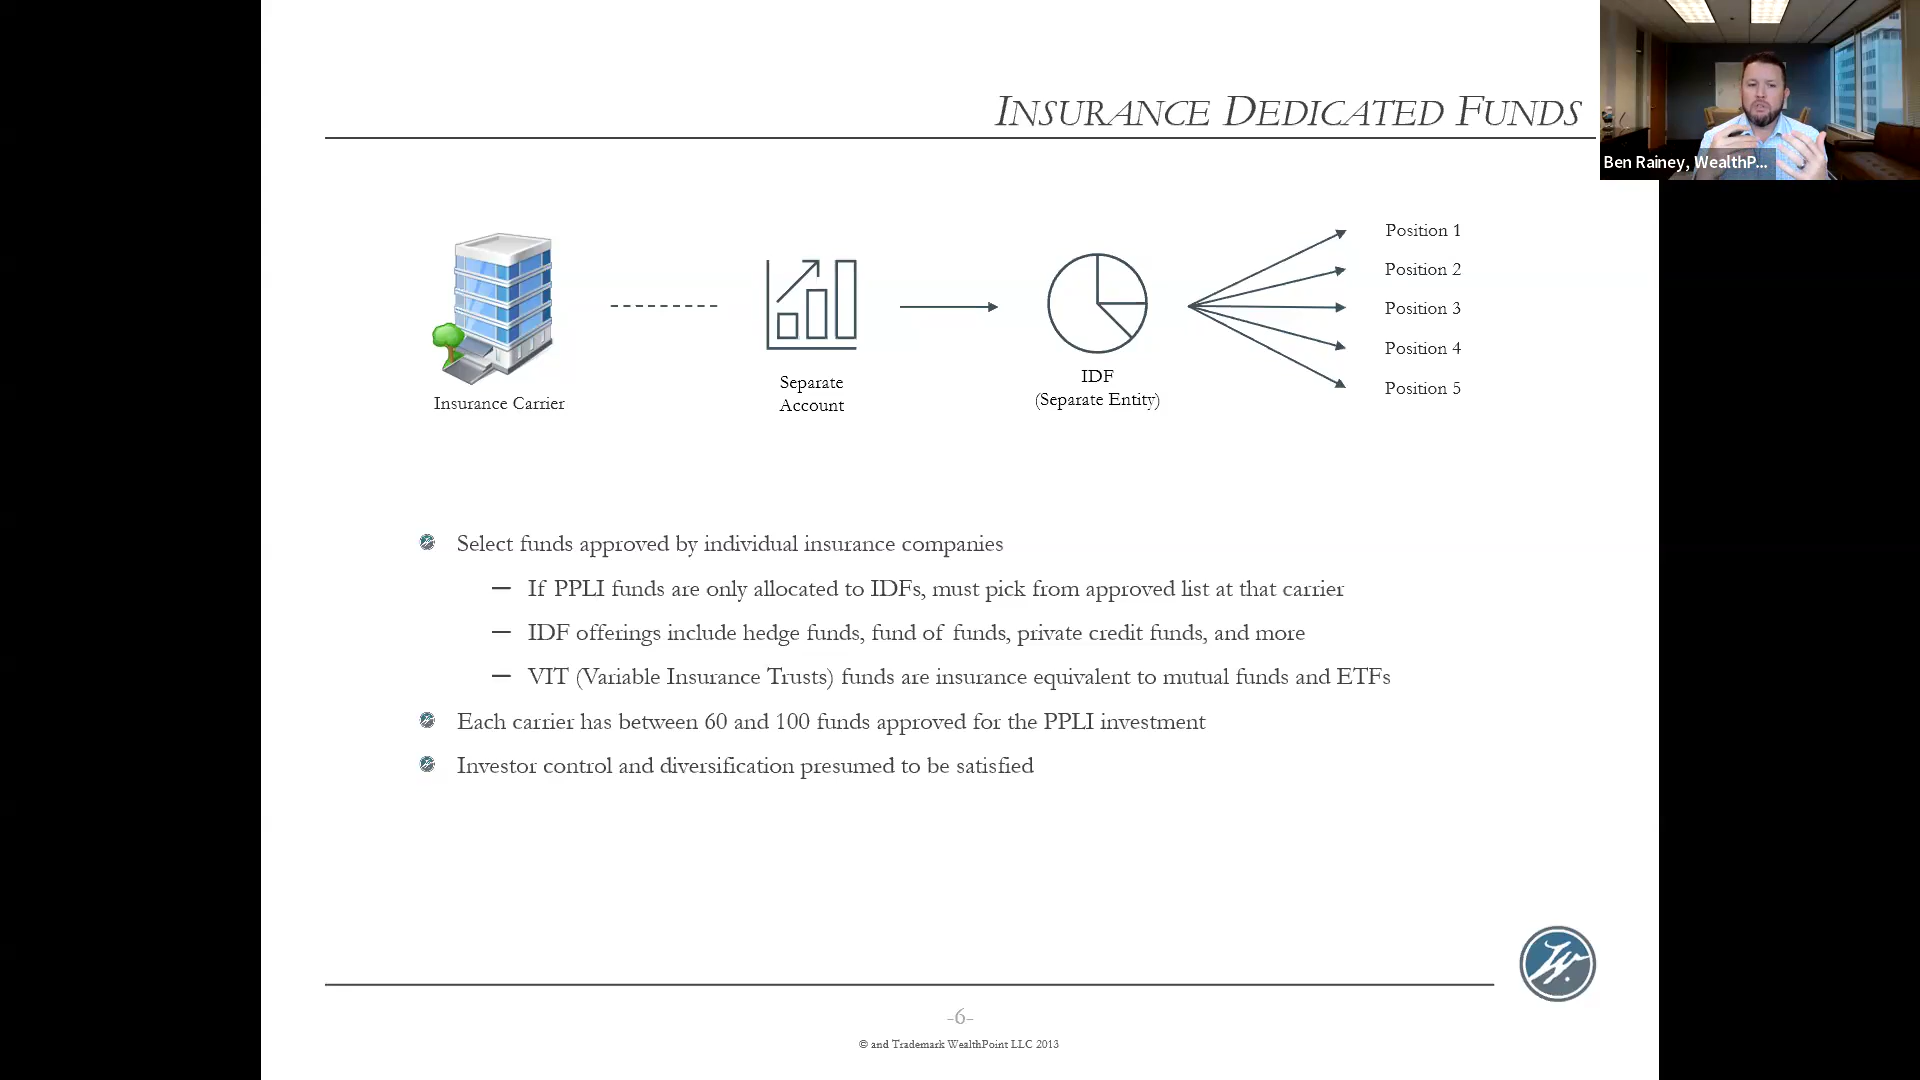 INSURANCE DEDICATED FUNDS
Ben Rainey, WealthP...
Position 1
Position 2
Position 3
Position 4
Position 5
Insurance Carrier
Separate
Account
IDF
(Separate Entity)
Select funds approved by individual insurance companies
— If PPLI funds are only allocated to IDFs, must pick from approved list at that carrier
— IDF offerings include hedge funds, fund of funds, private credit funds, and more
— VIT (Variable Insurance Trusts) funds are insurance equivalent to mutual funds and ETFs
Each carrier has between 60 and 100 funds approved for the PPLI investment
Investor control and diversification presumed to be satisfied
-6-
© and Trademark WealthPoint LLC 2013